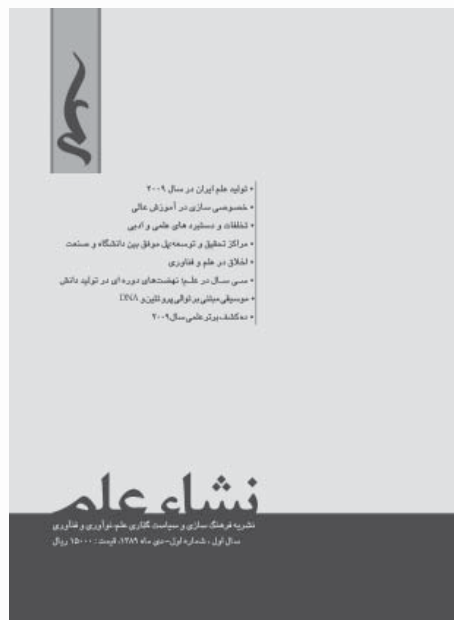 • تولید علم ایران در سال ۲۰۰۹
• خصوصی سازی در آموزش عالی
• تخلفات و دستبرد های علمی و ادبی
• مراکز تحقیق و توسعه‌پل موفق بین دانشگاه و صنعت
• اخلاق در علم و فناوری
• سی سال در علم؛ نهضت‌های دوره ای در تولید دانش
• موسیقی مبتنی بر توالی پروتئین و DNA
• ده کشف برتر علمی سال ۲۰۰۹
نشاء علم
نشریه فرهنگ سازی و سیاست گذاری علم، نوآوری و فناوری
سال اول ، شماره اول - دی ماه ۱۳۸۹، قیمت : ۱۵۰۰۰ ریال